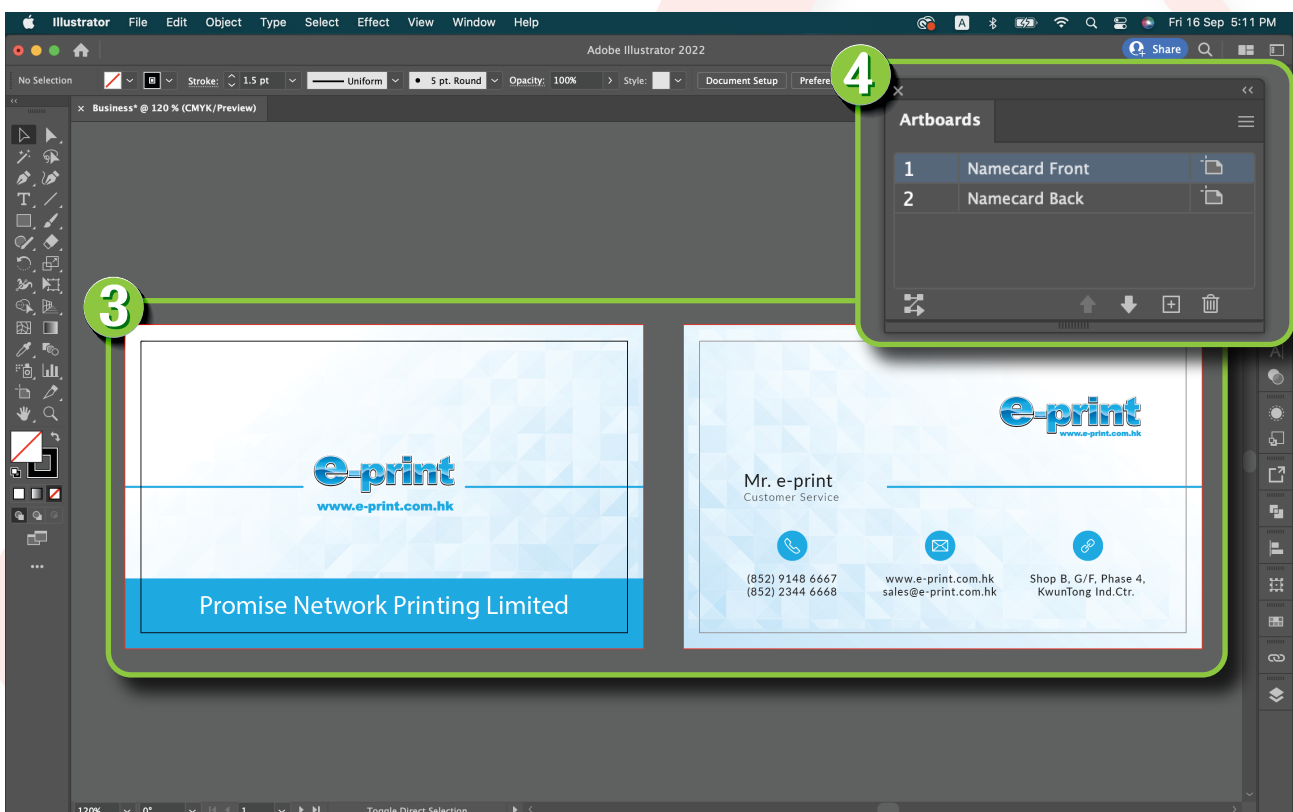 Illustrator File Edit Object Type Select Effect View Window Help
A
Fri 16 Sep 5:11 PM
Adobe Illustrator 2022
Share
No Selection
Stroke: 1.5 pt
Uniform
5 pt. Round
Opacity: 100%
Style:
Document Setup
Prefere
× Business* @ 120 % (CMYK/Preview)
4
Artboards
1 Namecard Front
2 Namecard Back
3
e-print
www.e-print.com.hk
Promise Network Printing Limited
e-print
www.e-print.com.hk
Mr. e-print
Customer Service
(852) 9148 6667
(852) 2344 6668
www.e-print.com.hk
sales@e-print.com.hk
Shop B, G/F, Phase 4,
KwunTong Ind.Ctr.
120% 0° 1 Toggle Direct Selection